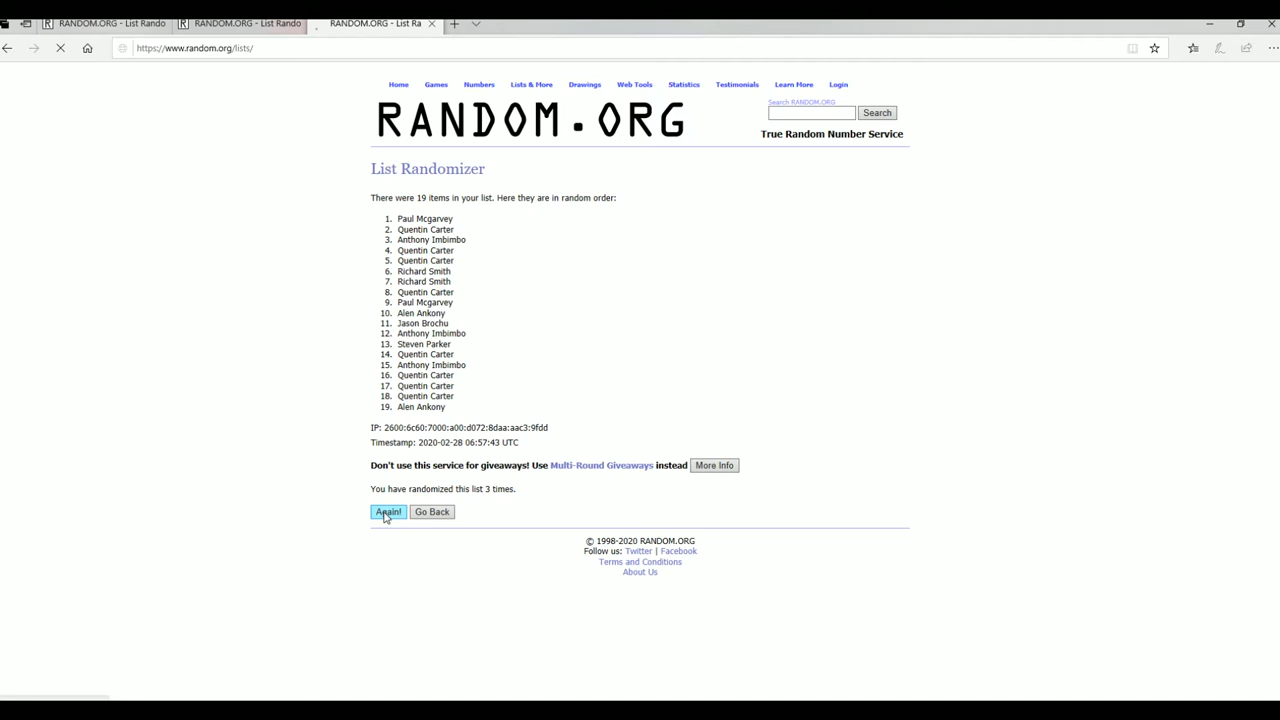 RANDOM.ORG - List Rando
RANDOM.ORG - List Rando
RANDOM.ORG - List Ra
https://www.random.org/lists/
Home Games Numbers Lists & More Drawings Web Tools Statistics Testimonials Learn More Login
RANDOM.ORG
Search RANDOM.ORG
Search
True Random Number Service
List Randomizer
There were 19 items in your list. Here they are in random order:
1. Paul Mcgarvey
2. Quentin Carter
3. Anthony Imbimbo
4. Quentin Carter
5. Quentin Carter
6. Richard Smith
7. Richard Smith
8. Quentin Carter
9. Paul Mcgarvey
10. Alen Ankony
11. Jason Brochu
12. Anthony Imbimbo
13. Steven Parker
14. Quentin Carter
15. Anthony Imbimbo
16. Quentin Carter
17. Quentin Carter
18. Quentin Carter
19. Alen Ankony
IP: 2600:6c60:7000:a00:d072:8daa:aac3:9fdd
Timestamp: 2020-02-28 06:57:43 UTC
Don't use this service for giveaways! Use Multi-Round Giveaways instead More Info
You have randomized this list 3 times.
Again! Go Back
© 1998-2020 RANDOM.ORG
Follow us: Twitter | Facebook
Terms and Conditions
About Us